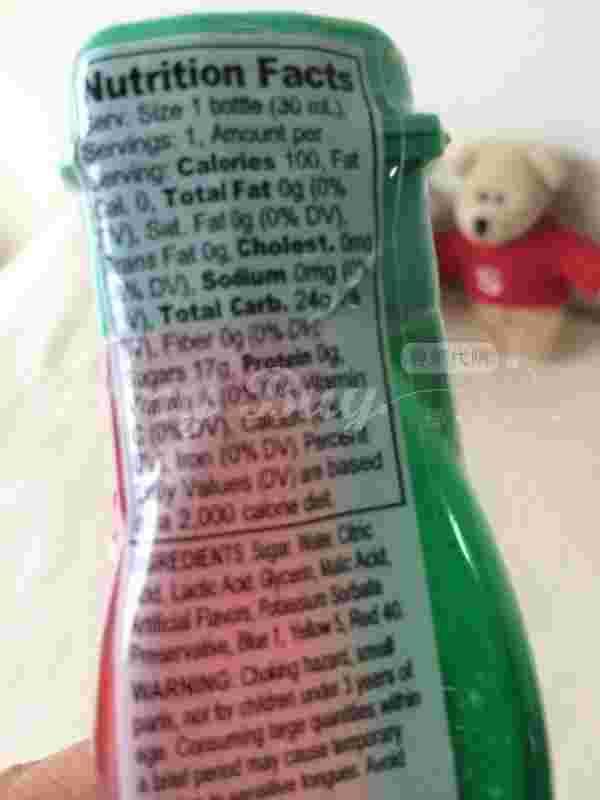 Nutrition Facts
Serv. Size 1 bottle (30 mL),
Servings: 1, Amount per
Serving: Calories 100, Fat
Cal. 0, Total Fat 0g (0%
DV), Sat. Fat 0g (0% DV),
Trans Fat 0g, Cholest. 0mg
(0% DV), Sodium 0mg (0%
DV), Total Carb. 24g
DV), Fiber 0g (0% DV),
Sugars 17g, Protein 0g,
Vitamin
C (0% DV), Calcium
DV), Iron (0% DV) Percent
Daily Values (DV) are based
on a 2,000 calorie diet.
INGREDIENTS: Sugar, Water, Citric
Acid, Lactic Acid, Glycerin, Malic Acid,
Artificial Flavors, Potassium Sorbate
Preservative, Blue 1, Yellow 5, Red 40.
WARNING: Choking hazard, small
parts, not for children under 3 years of
age. Consuming large quantities within
a brief period may cause temporary
to sensitive tongues. Avoid